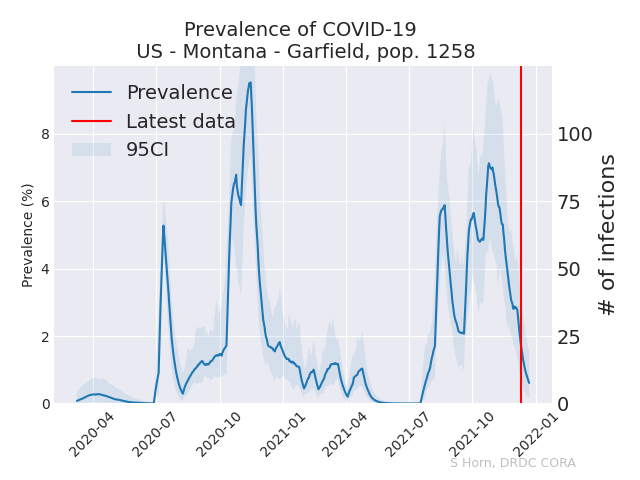 Prevalence of COVID-19
US - Montana - Garfield, pop. 1258
Prevalence
Latest data
95CI
Prevalence (%)
0
2
4
6
8
# of infections
0
25
50
75
100
2020-04
2020-07
2020-10
2021-01
2021-04
2021-07
2021-10
2022-01
S Horn, DRDC CORA